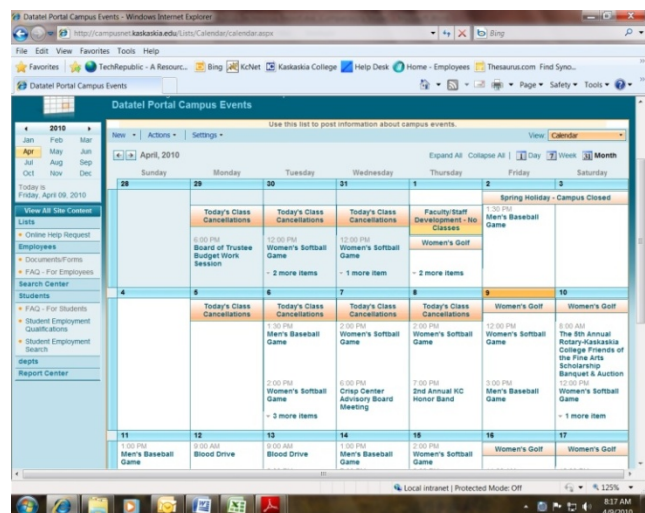 Datatel Portal Campus Events - Windows Internet Explorer
http://campusnet.kaskaskia.edu/Lists/Calendar/calendar.aspx
Bing
File Edit View Favorites Tools Help
Favorites TechRepublic - A Resourc... Bing KcNet Kaskaskia College Help Desk Home - Employees Thesaurus.com Find Syno...
Datatel Portal Campus Events
Page Safety Tools
Datatel Portal Campus Events
Use this list to post information about campus events.
2010
Jan Feb Mar
Apr May Jun
Jul Aug Sep
Oct Nov Dec
Today is
Friday, April 09, 2010
View All Site Content
Lists
Online Help Request
Employees
Documents/Forms
FAQ - For Employees
Search Center
Students
FAQ - For Students
Student Employment
Qualifications
Student Employment
Search
depts
Report Center
New Actions Settings View: Calendar
April, 2010 Expand All Collapse All 1 Day 7 Week 31 Month
Sunday Monday Tuesday Wednesday Thursday Friday Saturday
28 29 30 31 1 2 3
Spring Holiday - Campus Closed
Today's Class
Cancellations
Today's Class
Cancellations
Today's Class
Cancellations
Faculty/Staff
Development - No
Classes
1:30 PM
Men's Baseball
Game
6:00 PM
Board of Trustee
Budget Work
Session
12:00 PM
Women's Softball
Game
- 2 more items
12:00 PM
Women's Softball
Game
- 1 more item
Women's Golf
- 2 more items
4 5 6 7 8 9 10
Today's Class
Cancellations
Today's Class
Cancellations
Today's Class
Cancellations
Today's Class
Cancellations
Women's Golf
Women's Golf
1:30 PM
Men's Baseball
Game
2:00 PM
Women's Softball
Game
2:00 PM
Women's Softball
Game
12:00 PM
Women's Softball
Game
8:00 AM
The 5th Annual
Rotary-Kaskaskia
College Friends of
the Fine Arts
Scholarship
Banquet & Auction
2:00 PM
Women's Softball
Game
- 3 more items
6:00 PM
Crisp Center
Advisory Board
Meeting
7:00 PM
2nd Annual KC
Honor Band
3:00 PM
Men's Baseball
Game
12:00 PM
Women's Softball
Game
- 1 more item
11 12 13 14 15 16 17
1:00 PM
Men's Baseball
Game
9:00 AM
Blood Drive
9:00 AM
Blood Drive
1:00 PM
Men's Baseball
Game
2:00 PM
Women's Softball
Game
Women's Golf
Women's Golf
Local intranet | Protected Mode: Off
125%
8:17 AM
4/9/2010